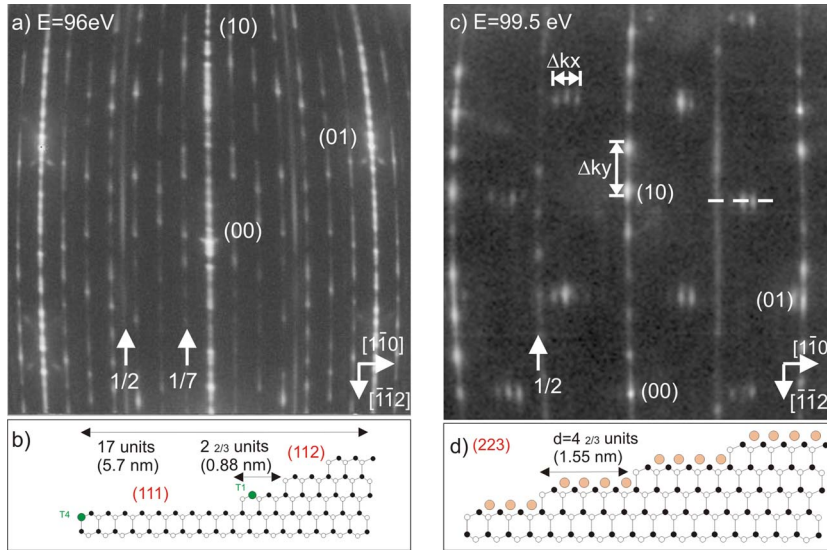 a) E=96eV
(10)
(01)
(00)
1/2
1/7
[11̄0]
[1̄1̄2]
b)
17 units
(5.7 nm)
2 2/3 units
(0.88 nm)
(112)
(111)
T1
T4
c) E=99.5 eV
Δkx
Δky
(10)
(01)
(00)
1/2
[11̄0]
[1̄1̄2]
d)
(223)
d=4 2/3 units
(1.55 nm)